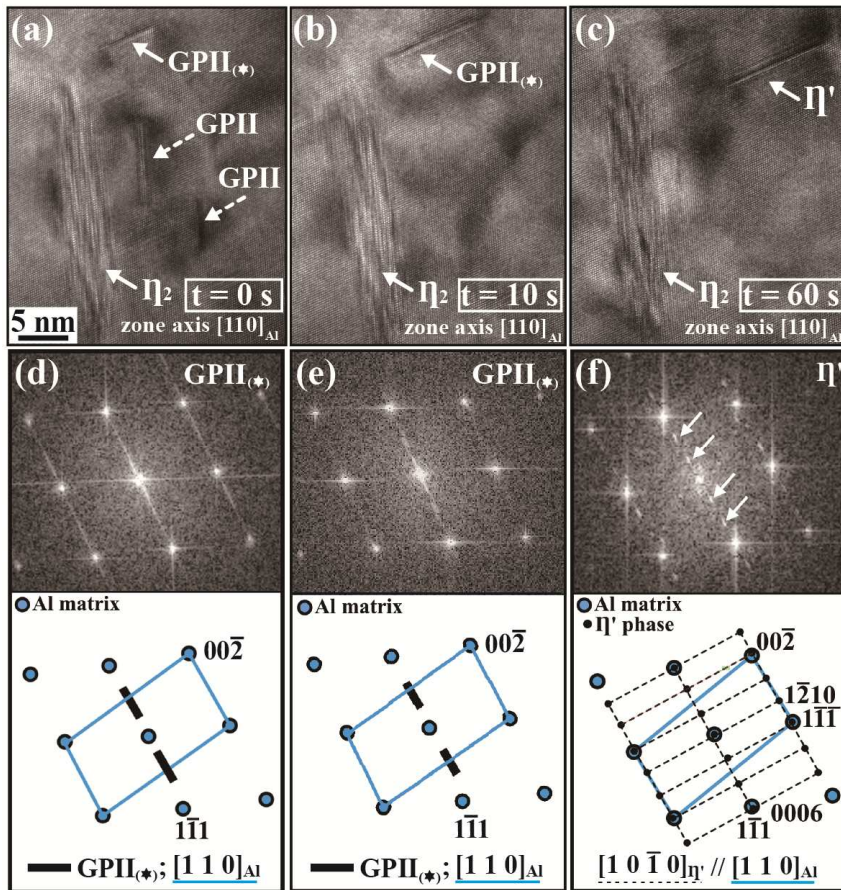 (a)
GPII(✶)
GPII
GPII
η₂
t = 0 s
5 nm
zone axis [110]Al
(b)
GPII(✶)
η₂
t = 10 s
zone axis [110]Al
(c)
η'
η₂
t = 60 s
zone axis [110]Al
(d)
GPII(✶)
Al matrix
002̄
11̄1
GPII(✶); [1 1 0]Al
(e)
GPII(✶)
Al matrix
002̄
11̄1
GPII(✶); [1 1 0]Al
(f)
η'
Al matrix
η' phase
002̄
12̄10
11̄1̄
0006
11̄1
[1 0 1̄ 0]η' // [1 1 0]Al